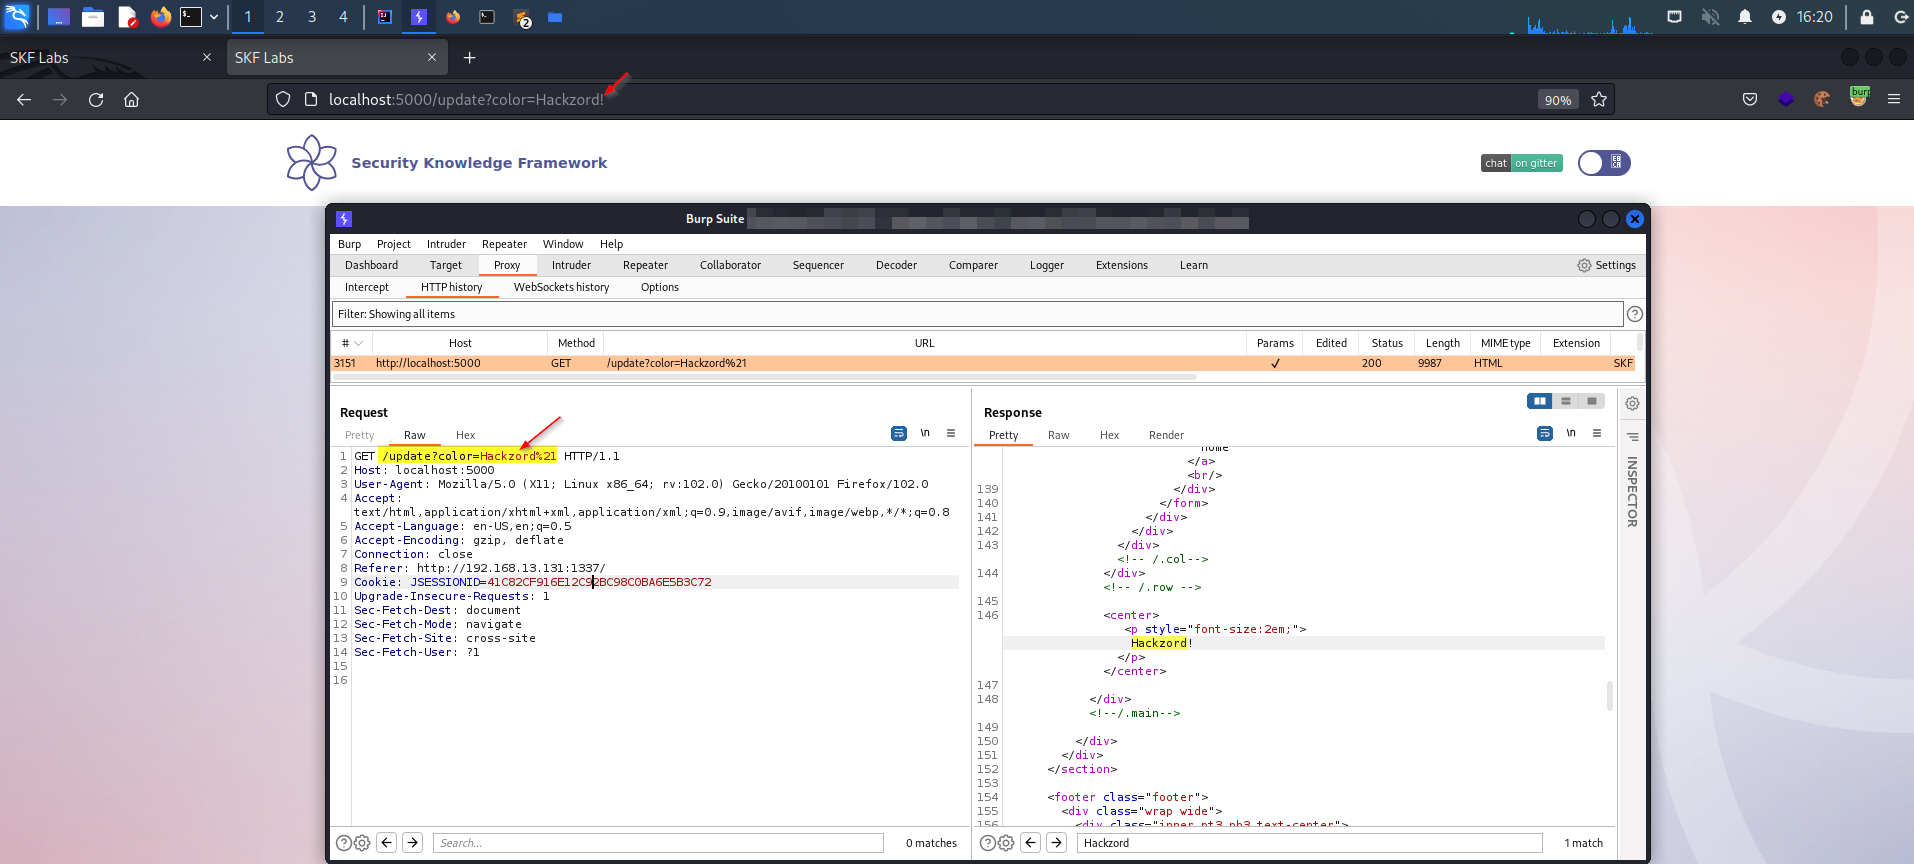 1 2 3 4 2 16:20
SKF Labs × SKF Labs × +
localhost:5000/update?color=Hackzord! 90% burp
Security Knowledge Framework chat on gitter
Burp Suite
Burp Project Intruder Repeater Window Help
Dashboard Target Proxy Intruder Repeater Collaborator Sequencer Decoder Comparer Logger Extensions Learn Settings
Intercept HTTP history WebSockets history Options
Filter: Showing all items
# Host Method URL Params Edited Status Length MIME type Extension
3151 http://localhost:5000 GET /update?color=Hackzord%21 ✓ 200 9987 HTML SKF
Request
Pretty Raw Hex \n
1 GET /update?color=Hackzord%21 HTTP/1.1
2 Host: localhost:5000
3 User-Agent: Mozilla/5.0 (X11; Linux x86_64; rv:102.0) Gecko/20100101 Firefox/102.0
4 Accept:
text/html,application/xhtml+xml,application/xml;q=0.9,image/avif,image/webp,*/*;q=0.8
5 Accept-Language: en-US,en;q=0.5
6 Accept-Encoding: gzip, deflate
7 Connection: close
8 Referer: http://192.168.13.131:1337/
9 Cookie: JSESSIONID=41C82CF916E12C92BC98C0BA6E5B3C72
10 Upgrade-Insecure-Requests: 1
11 Sec-Fetch-Dest: document
12 Sec-Fetch-Mode: navigate
13 Sec-Fetch-Site: cross-site
14 Sec-Fetch-User: ?1
15
16
Search... 0 matches
Response
Pretty Raw Hex Render \n
Home
</a>
<br/>
139 </div>
140 </form>
141 </div>
142 </div>
143 </div>
<!-- /.col-->
144 </div>
<!-- /.row -->
145
146 <center>
<p style="font-size:2em;">
Hackzord!
</p>
</center>
147
148 </div>
<!--/.main-->
149
150 </div>
151 </div>
152 </section>
153
154 <footer class="footer">
155 <div class="wrap wide">
156 <div class="inner pt3 pb3 text-center">
Hackzord 1 match
INSPECTOR